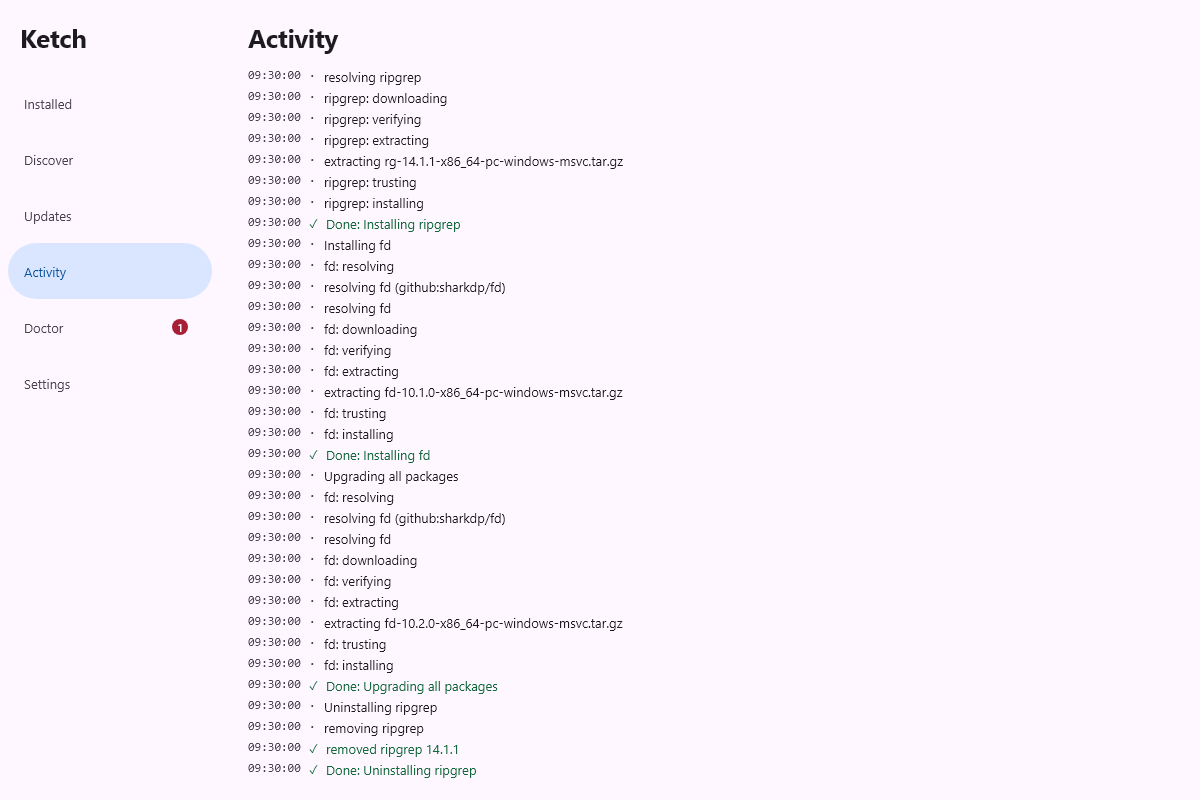 Ketch
Installed
Discover
Updates
Activity
Doctor 1
Settings
Activity
09:30:00 · resolving ripgrep
09:30:00 · ripgrep: downloading
09:30:00 · ripgrep: verifying
09:30:00 · ripgrep: extracting
09:30:00 · extracting rg-14.1.1-x86_64-pc-windows-msvc.tar.gz
09:30:00 · ripgrep: trusting
09:30:00 · ripgrep: installing
09:30:00 ✓ Done: Installing ripgrep
09:30:00 · Installing fd
09:30:00 · fd: resolving
09:30:00 · resolving fd (github:sharkdp/fd)
09:30:00 · resolving fd
09:30:00 · fd: downloading
09:30:00 · fd: verifying
09:30:00 · fd: extracting
09:30:00 · extracting fd-10.1.0-x86_64-pc-windows-msvc.tar.gz
09:30:00 · fd: trusting
09:30:00 · fd: installing
09:30:00 ✓ Done: Installing fd
09:30:00 · Upgrading all packages
09:30:00 · fd: resolving
09:30:00 · resolving fd (github:sharkdp/fd)
09:30:00 · resolving fd
09:30:00 · fd: downloading
09:30:00 · fd: verifying
09:30:00 · fd: extracting
09:30:00 · extracting fd-10.2.0-x86_64-pc-windows-msvc.tar.gz
09:30:00 · fd: trusting
09:30:00 · fd: installing
09:30:00 ✓ Done: Upgrading all packages
09:30:00 · Uninstalling ripgrep
09:30:00 · removing ripgrep
09:30:00 ✓ removed ripgrep 14.1.1
09:30:00 ✓ Done: Uninstalling ripgrep